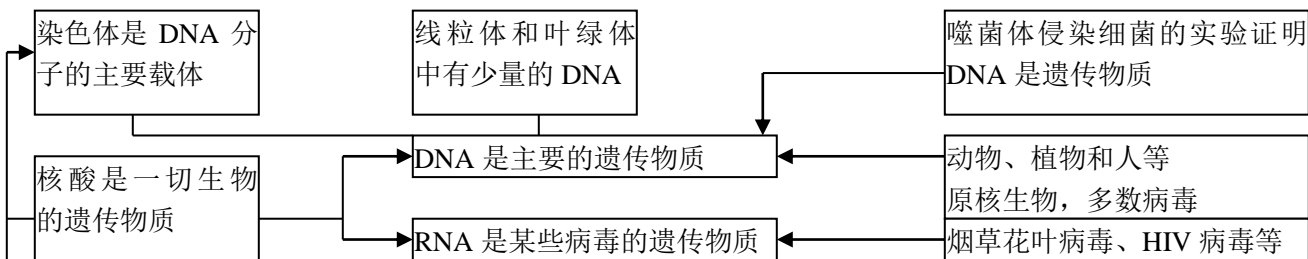 染色体是 DNA 分
子的主要载体
线粒体和叶绿体
中有少量的 DNA
噬菌体侵染细菌的实验证明
DNA 是遗传物质
核酸是一切生物
的遗传物质
DNA 是主要的遗传物质
RNA 是某些病毒的遗传物质
动物、植物和人等
原核生物，多数病毒
烟草花叶病毒、HIV 病毒等